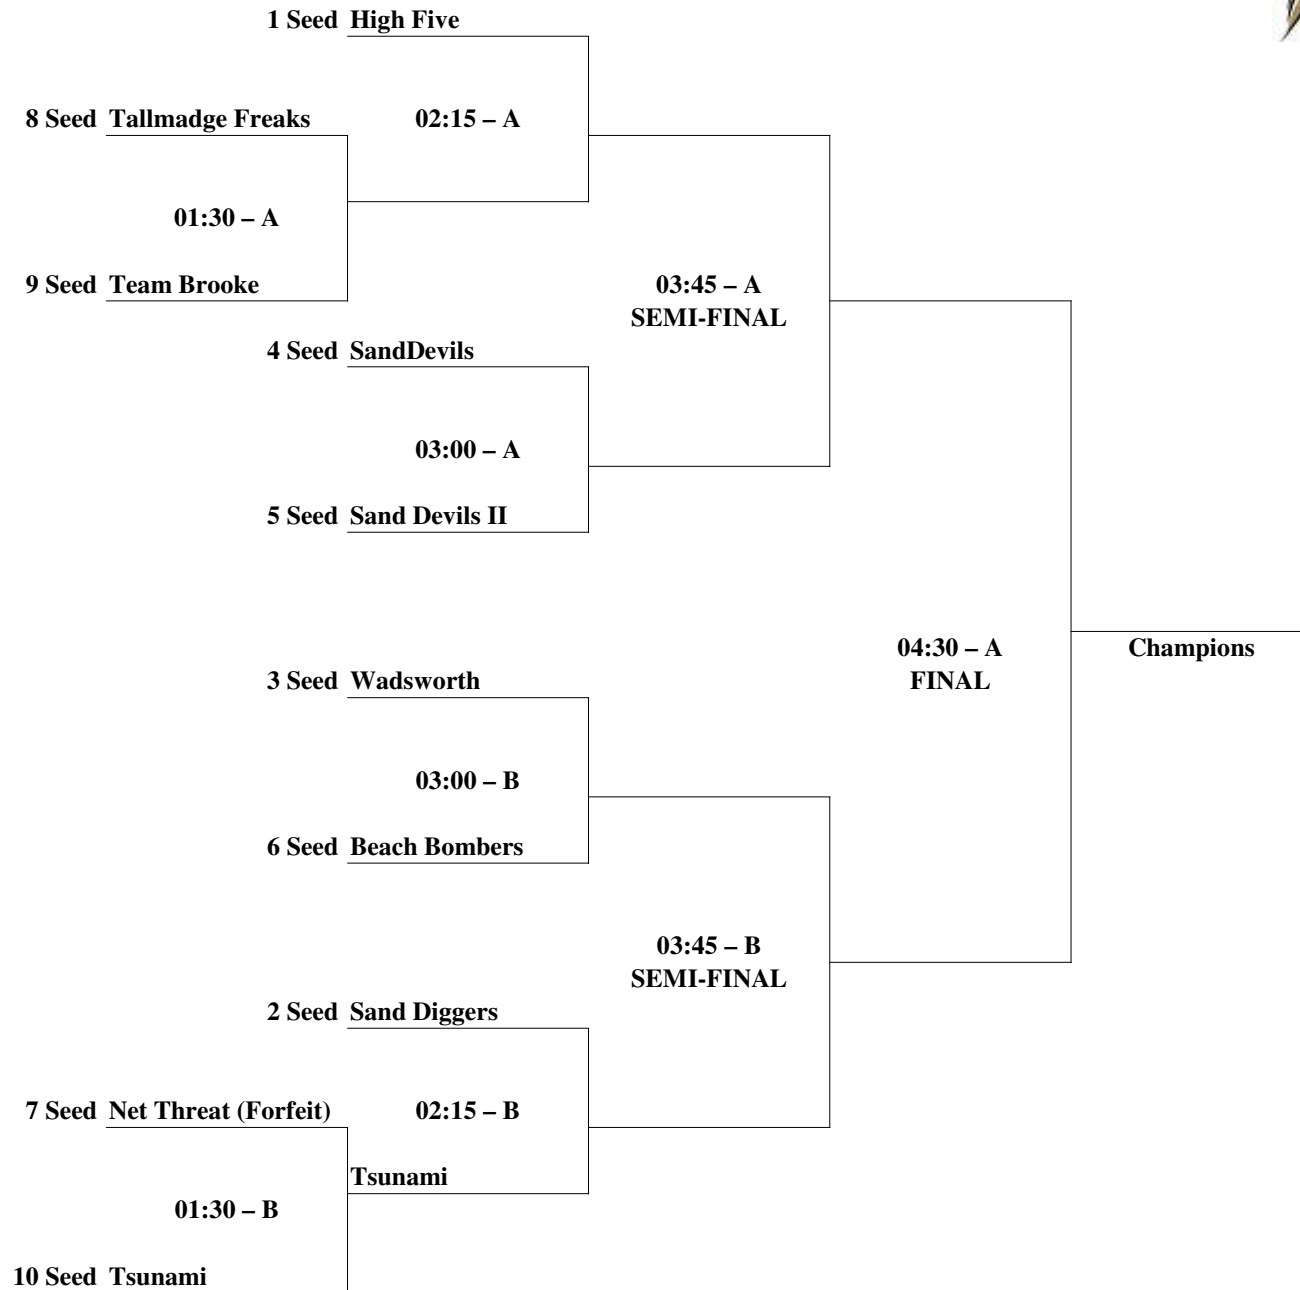 1 Seed High Five
8 Seed Tallmadge Freaks 02:15 – A
01:30 – A
9 Seed Team Brooke 03:45 – A
SEMI-FINAL
4 Seed SandDevils
03:00 – A
5 Seed Sand Devils II
04:30 – A Champions
3 Seed Wadsworth FINAL
03:00 – B
6 Seed Beach Bombers
03:45 – B
SEMI-FINAL
2 Seed Sand Diggers
7 Seed Net Threat (Forfeit) 02:15 – B
Tsunami
01:30 – B
10 Seed Tsunami